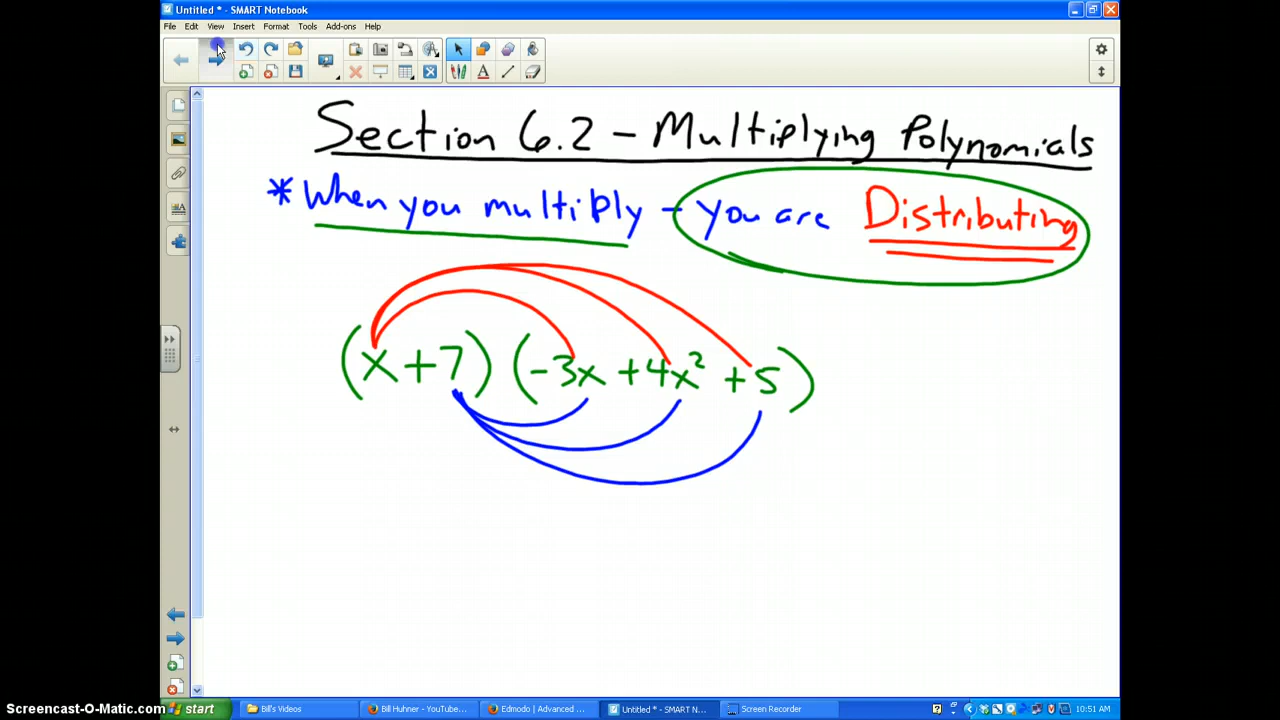 Untitled * - SMART Notebook
File Edit View Insert Format Tools Add-ons Help
Section 6.2 - Multiplying Polynomials
*When you multiply - you are Distributing
(x+7) (-3x +4x² +5)
Screencast-O-Matic.com
start Bill's Videos Bill Huhner - YouTube... Edmodo | Advanced ... Untitled * - SMART N... Screen Recorder 10:51 AM